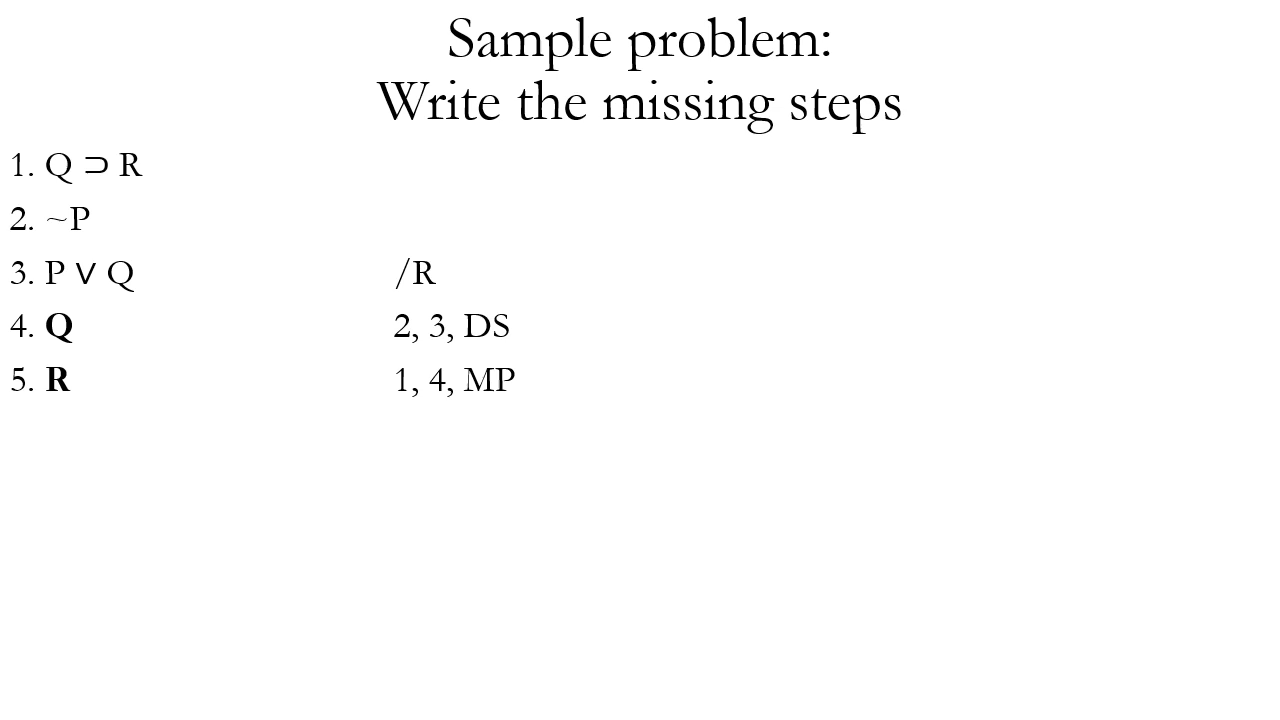 Sample problem:
Write the missing steps
1. Q ⊃ R
2. ~P
3. P ∨ Q /R
4. Q 2, 3, DS
5. R 1, 4, MP